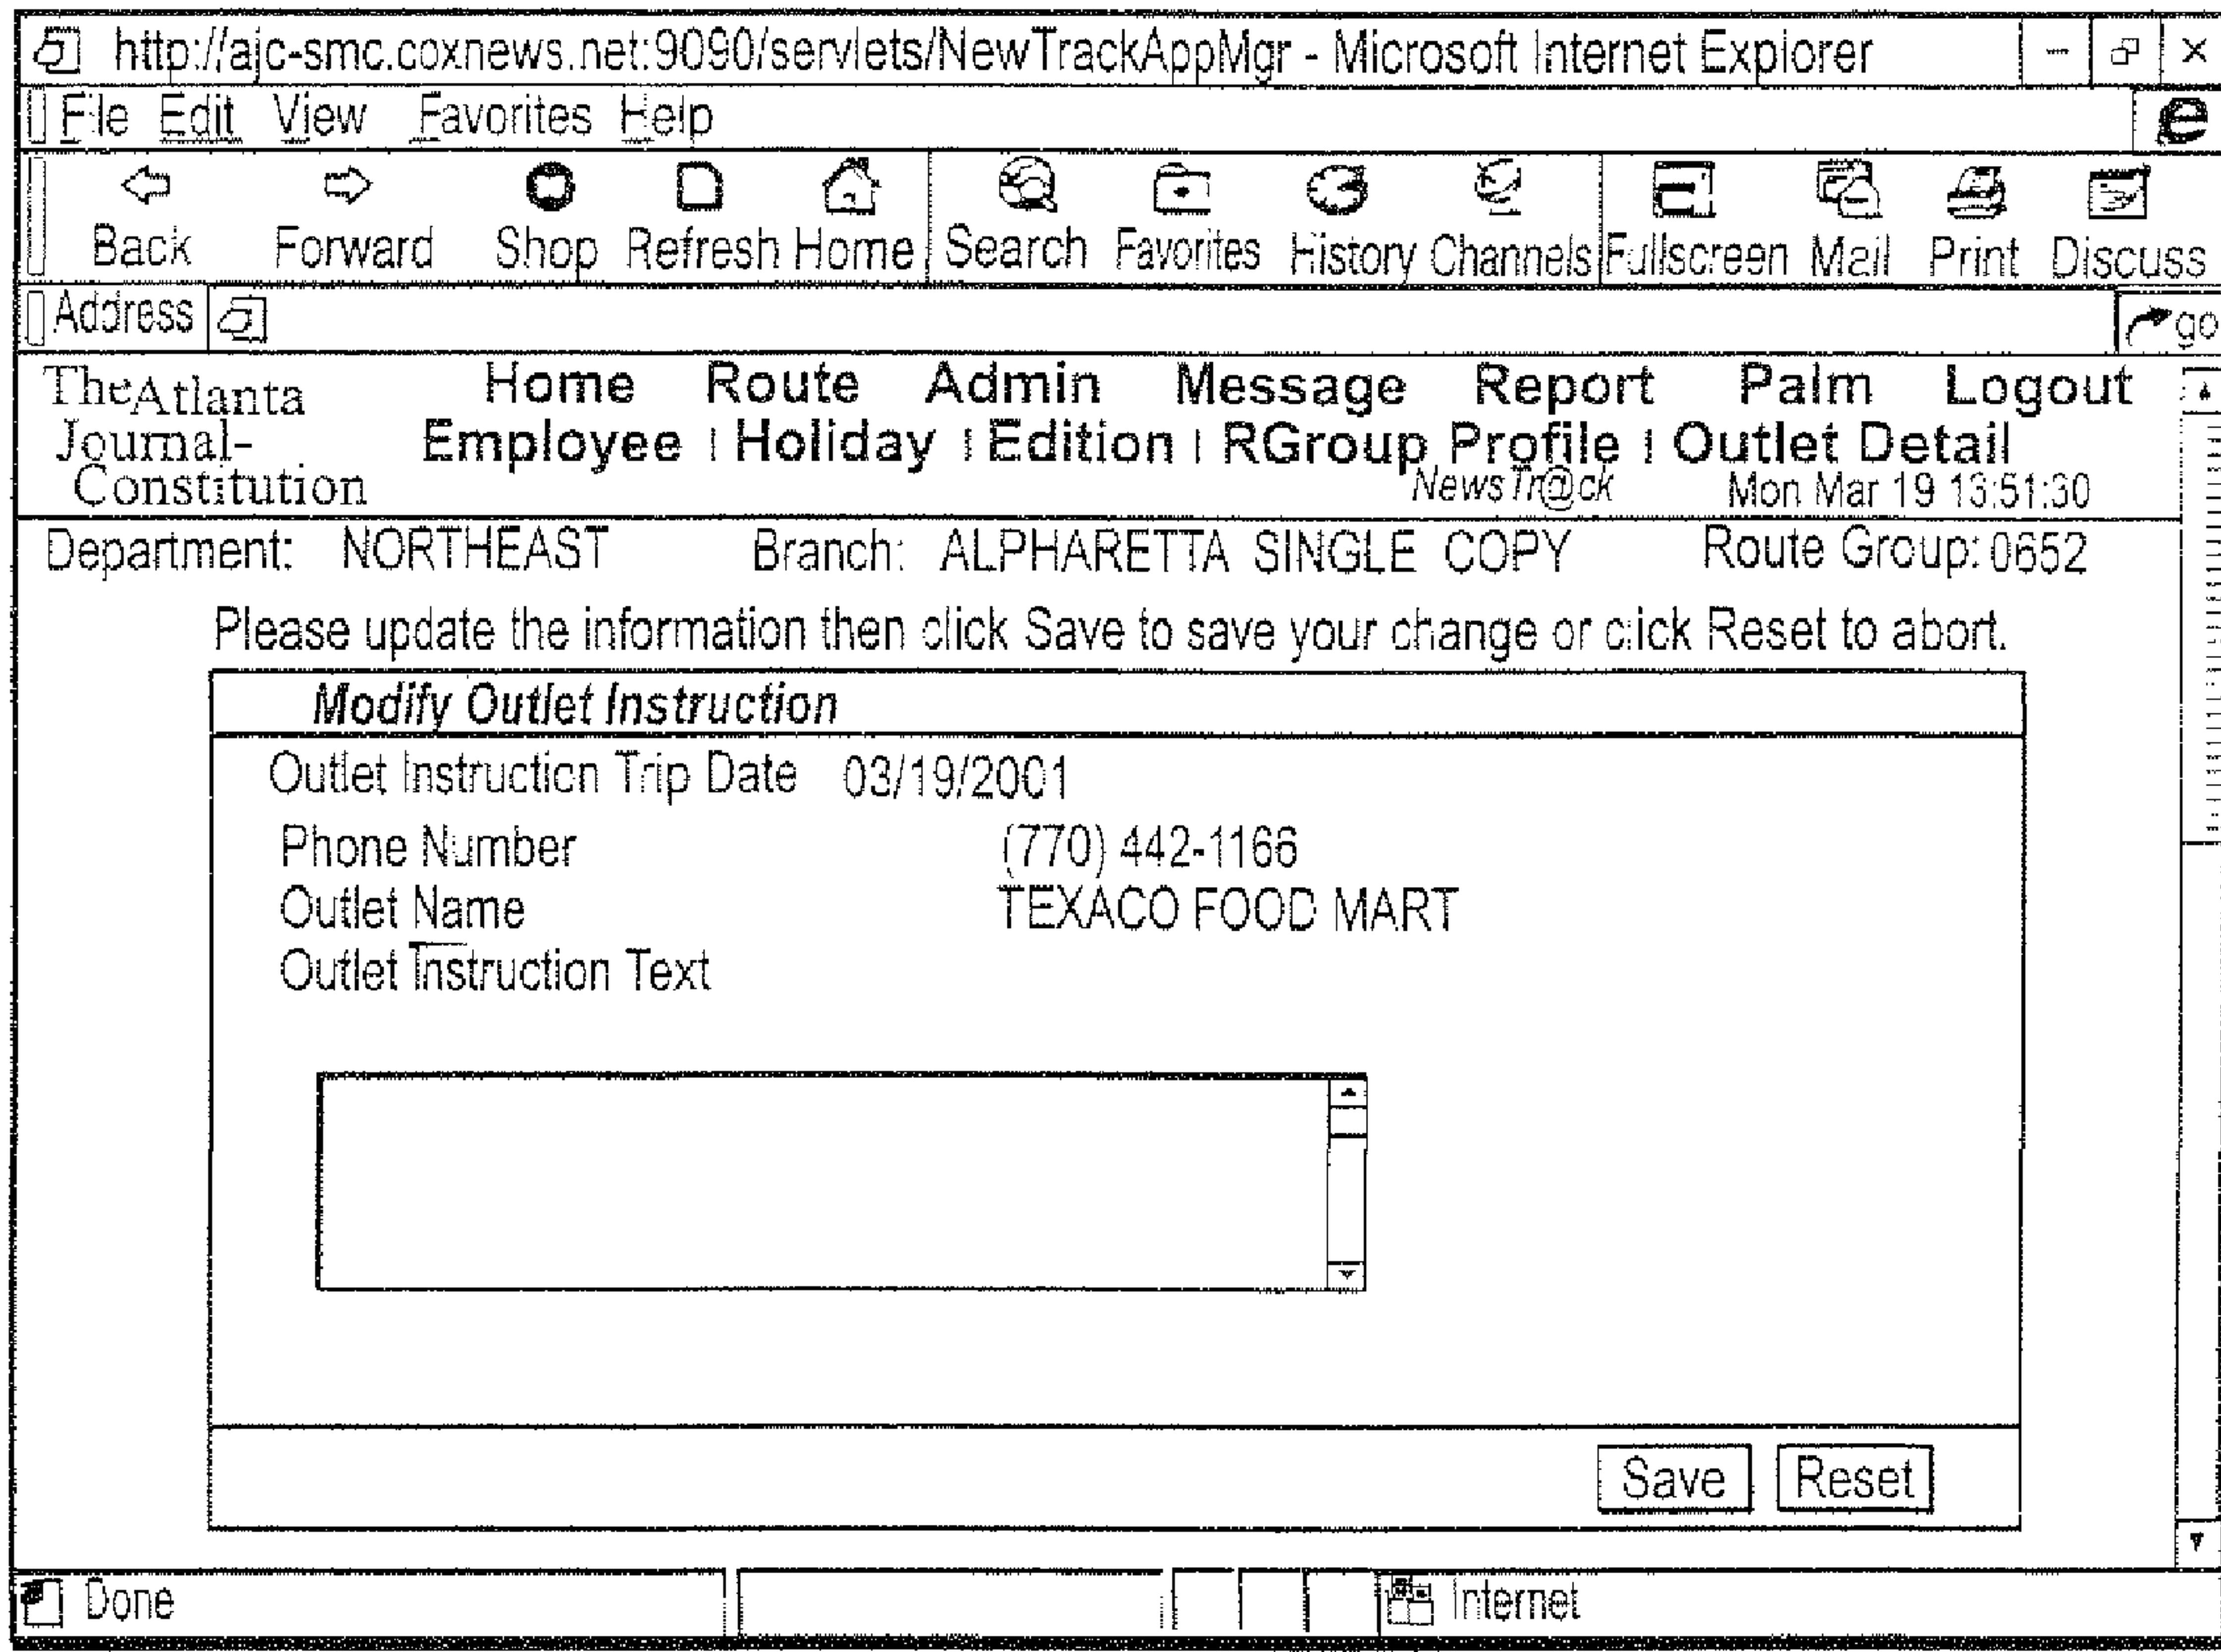 http://ajc-smc.coxnews.net:9090/servlets/NewTrackAppMgr - Microsoft Internet Explorer
File Edit View Favorites Help
Back Forward Shop Refresh Home Search Favorites History Channels Fullscreen Mail Print Discuss
Address go
The Atlanta Journal-Constitution
Home Route Admin Message Report Palm Logout
Employee | Holiday | Edition | RGroup Profile | Outlet Detail
NewsTr@ck Mon Mar 19 13:51:30
Department: NORTHEAST Branch: ALPHARETTA SINGLE COPY Route Group: 0652
Please update the information then click Save to save your change or click Reset to abort.
Modify Outlet Instruction
Outlet Instruction Trip Date 03/19/2001
Phone Number (770) 442-1166
Outlet Name TEXACO FOOD MART
Outlet Instruction Text
Save Reset
Done Internet